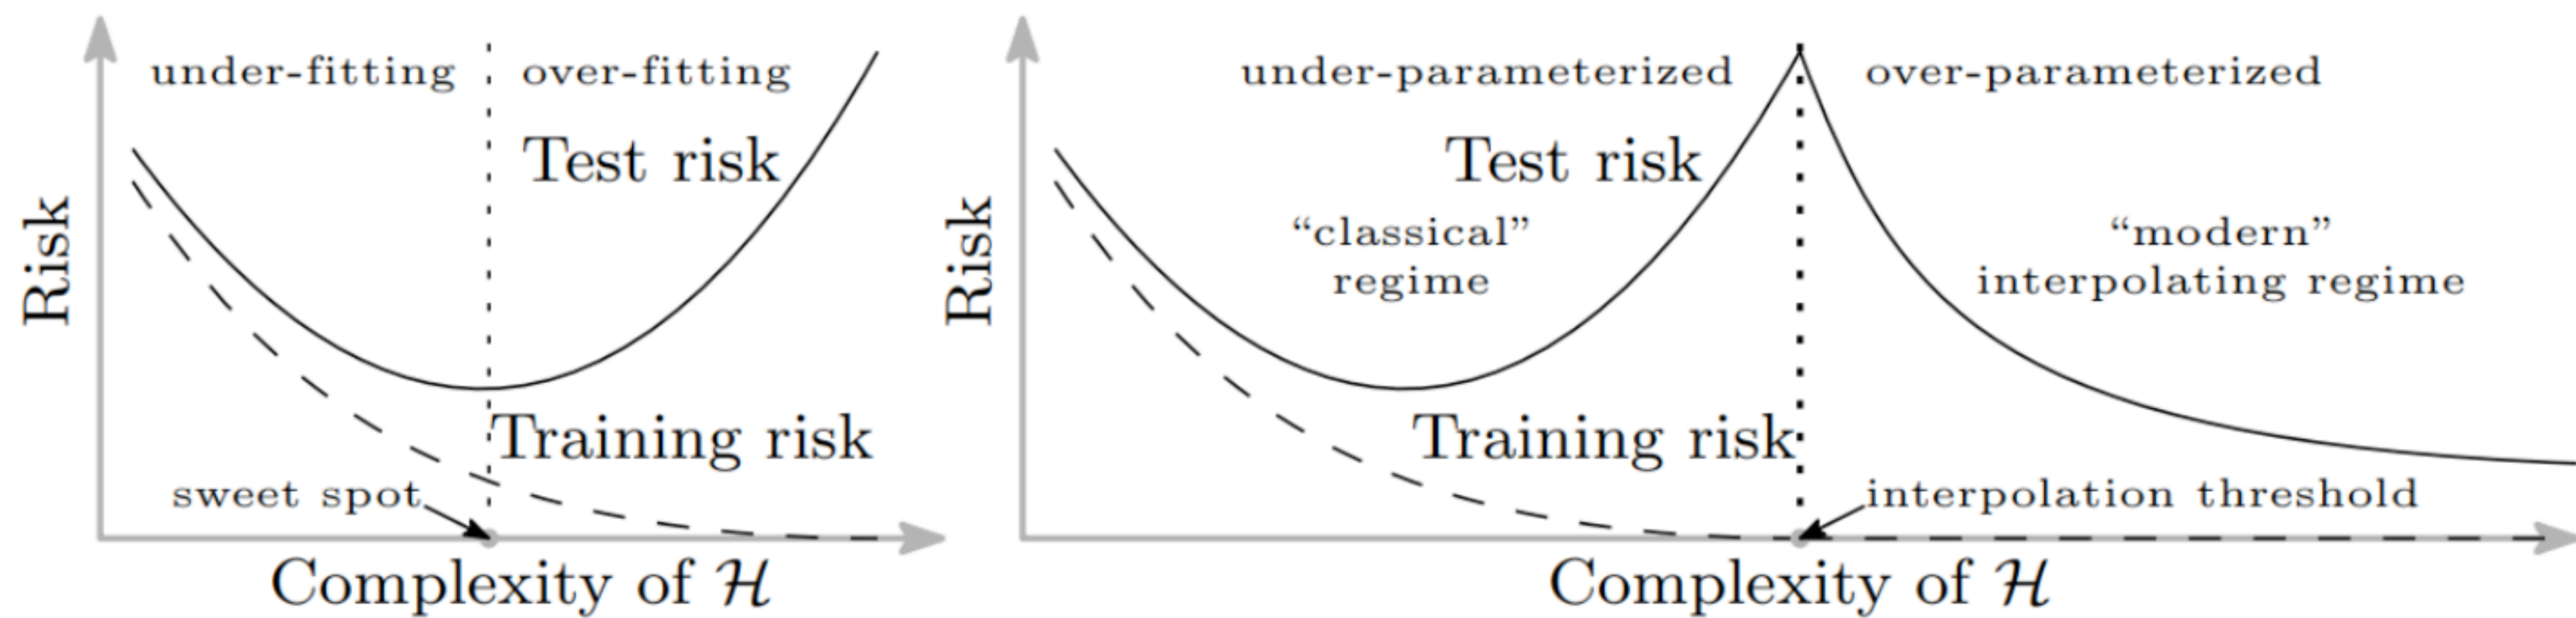 under-fitting
over-fitting
Test risk
Risk
Training risk
sweet spot
Complexity of ℋ
under-parameterized
over-parameterized
Test risk
“classical”
regime
“modern”
interpolating regime
Risk
Training risk
interpolation threshold
Complexity of ℋ